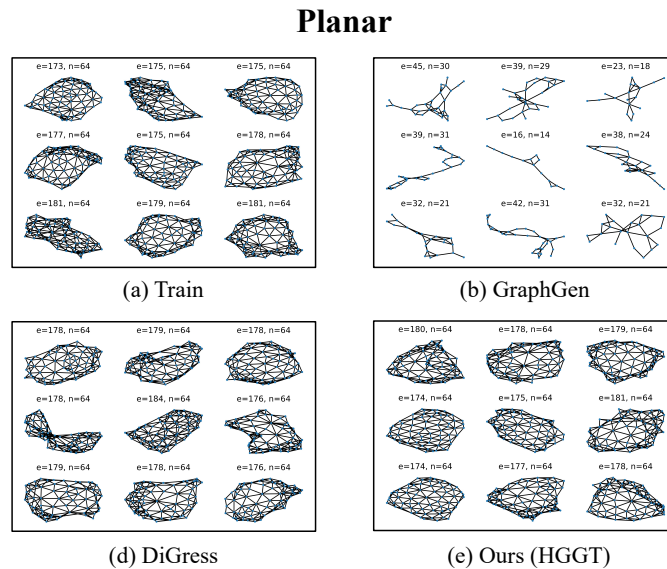 Planar
e=173, n=64 e=175, n=64 e=175, n=64
e=177, n=64 e=175, n=64 e=178, n=64
e=181, n=64 e=179, n=64 e=181, n=64
(a) Train
e=45, n=30 e=39, n=29 e=23, n=18
e=39, n=31 e=16, n=14 e=38, n=24
e=32, n=21 e=42, n=31 e=32, n=21
(b) GraphGen
e=178, n=64 e=179, n=64 e=178, n=64
e=178, n=64 e=184, n=64 e=176, n=64
e=179, n=64 e=178, n=64 e=176, n=64
(d) DiGress
e=180, n=64 e=178, n=64 e=179, n=64
e=174, n=64 e=175, n=64 e=181, n=64
e=174, n=64 e=177, n=64 e=178, n=64
(e) Ours (HGGT)